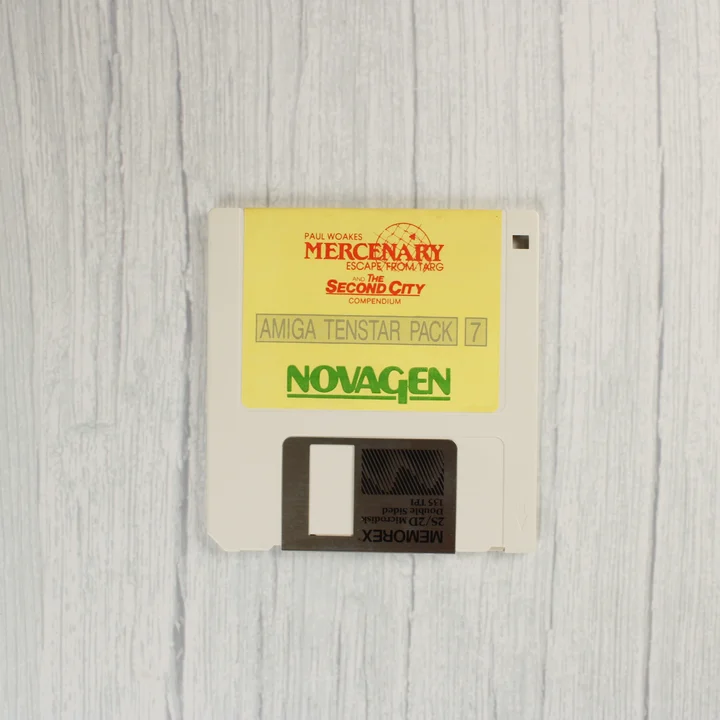 PAUL WOAKES
MERCENARY
ESCAPE FROM TARG
AND THE
SECOND CITY
COMPENDIUM
AMIGA TENSTAR PACK 7
NOVAGEN
MEMOREX
2S/2D Microdisk
Double Sided
135 TPI